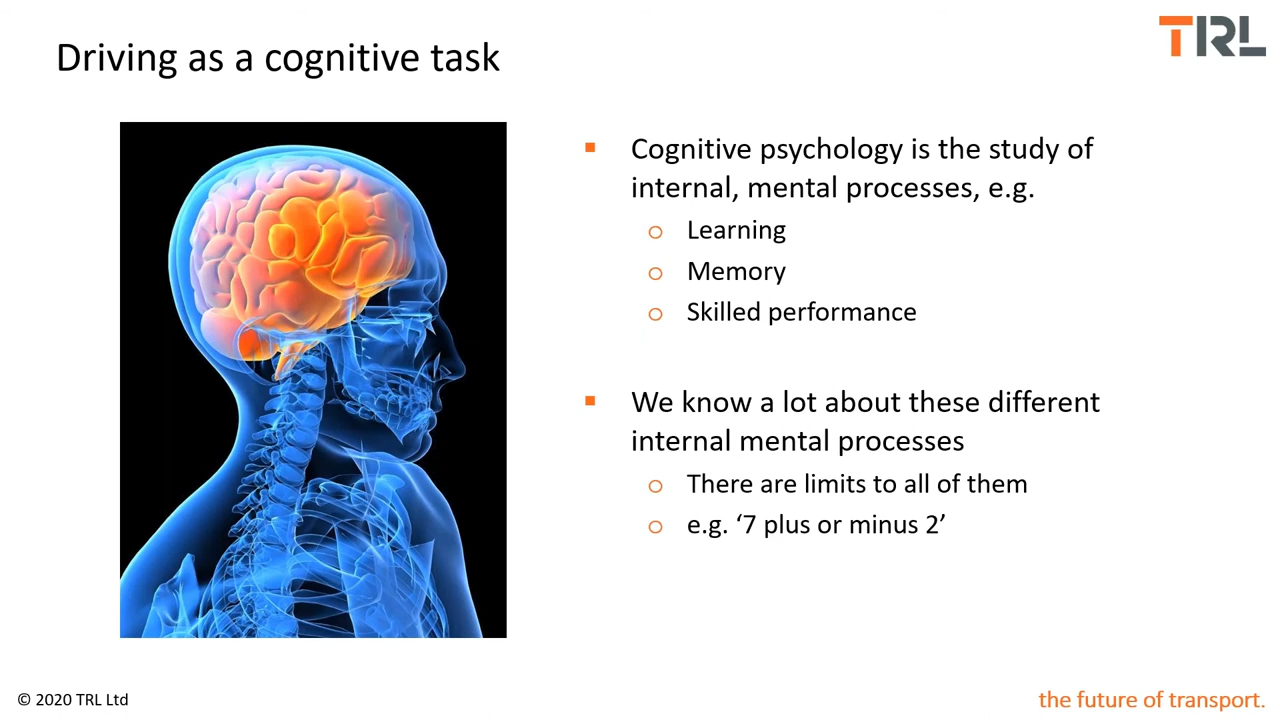 Driving as a cognitive task
TRL
▪ Cognitive psychology is the study of
internal, mental processes, e.g.
o Learning
o Memory
o Skilled performance
▪ We know a lot about these different
internal mental processes
o There are limits to all of them
o e.g. ‘7 plus or minus 2’
© 2020 TRL Ltd
the future of transport.